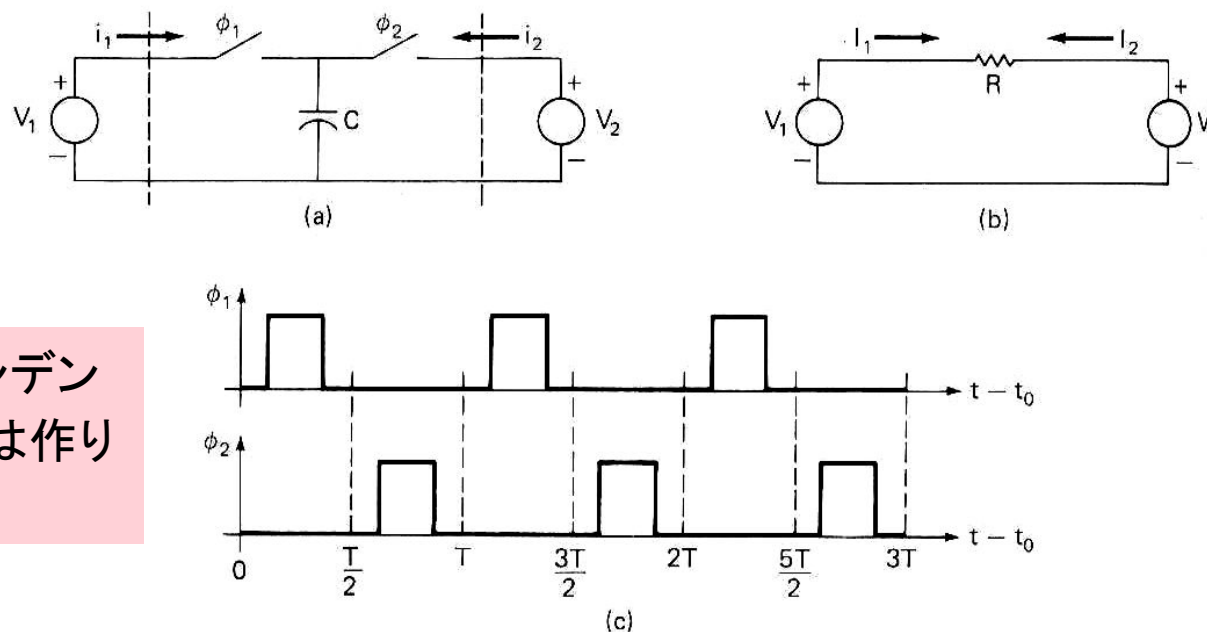 i₁ ϕ₁ ϕ₂ i₂
I₁ I₂
+ + R + +
V₁ C V₂ V₁ V
− − − −
(a) (b)
ンデン
は作り
ϕ₁
t − t₀
ϕ₂
t − t₀
0 T/2 T 3T/2 2T 5T/2 3T
(c)